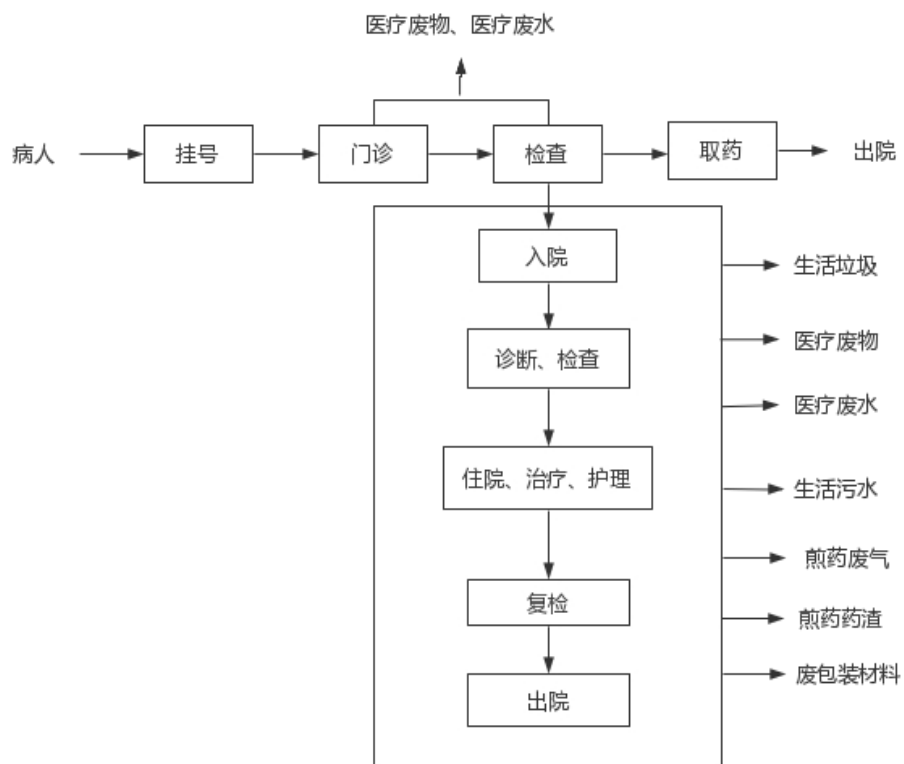 医疗废物、医疗废水
病人
挂号
门诊
检查
取药
出院
入院
生活垃圾
诊断、检查
医疗废物
医疗废水
住院、治疗、护理
生活污水
煎药废气
复检
煎药药渣
废包装材料
出院